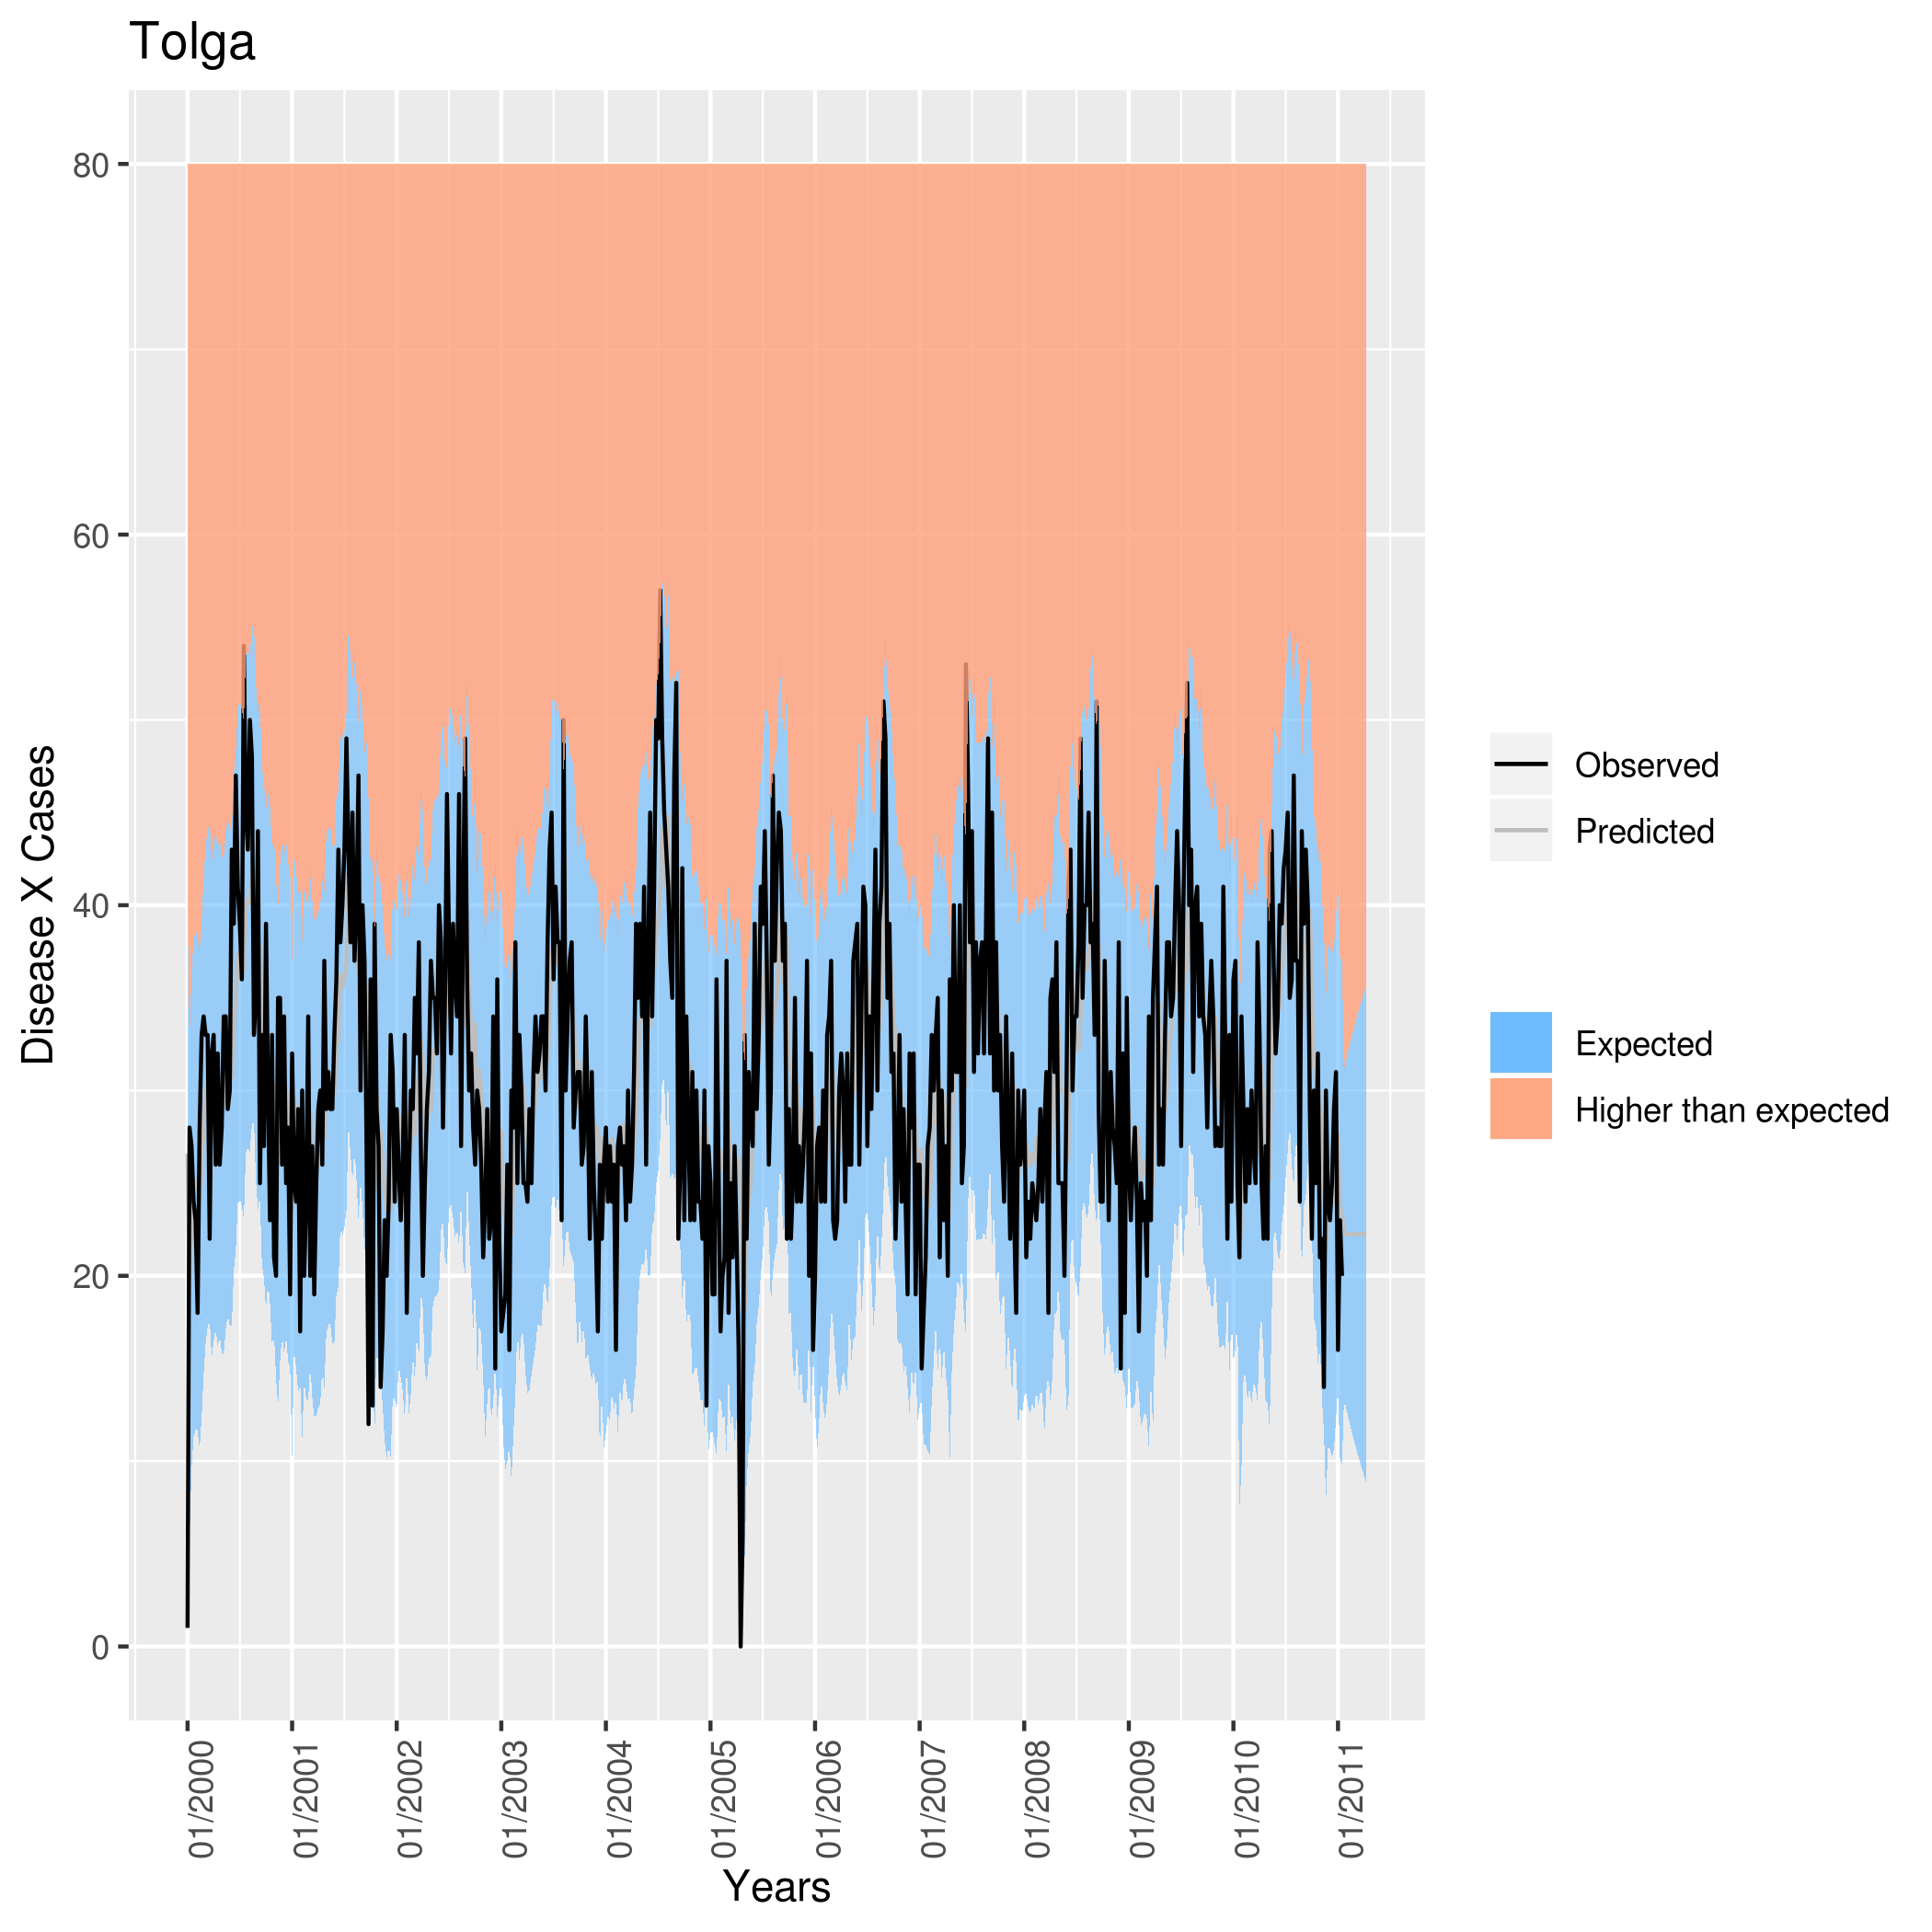 Tolga
Disease X Cases
80
60
40
20
0
01/2000
01/2001
01/2002
01/2003
01/2004
01/2005
01/2006
01/2007
01/2008
01/2009
01/2010
01/2011
Years
Observed
Predicted
Expected
Higher than expected